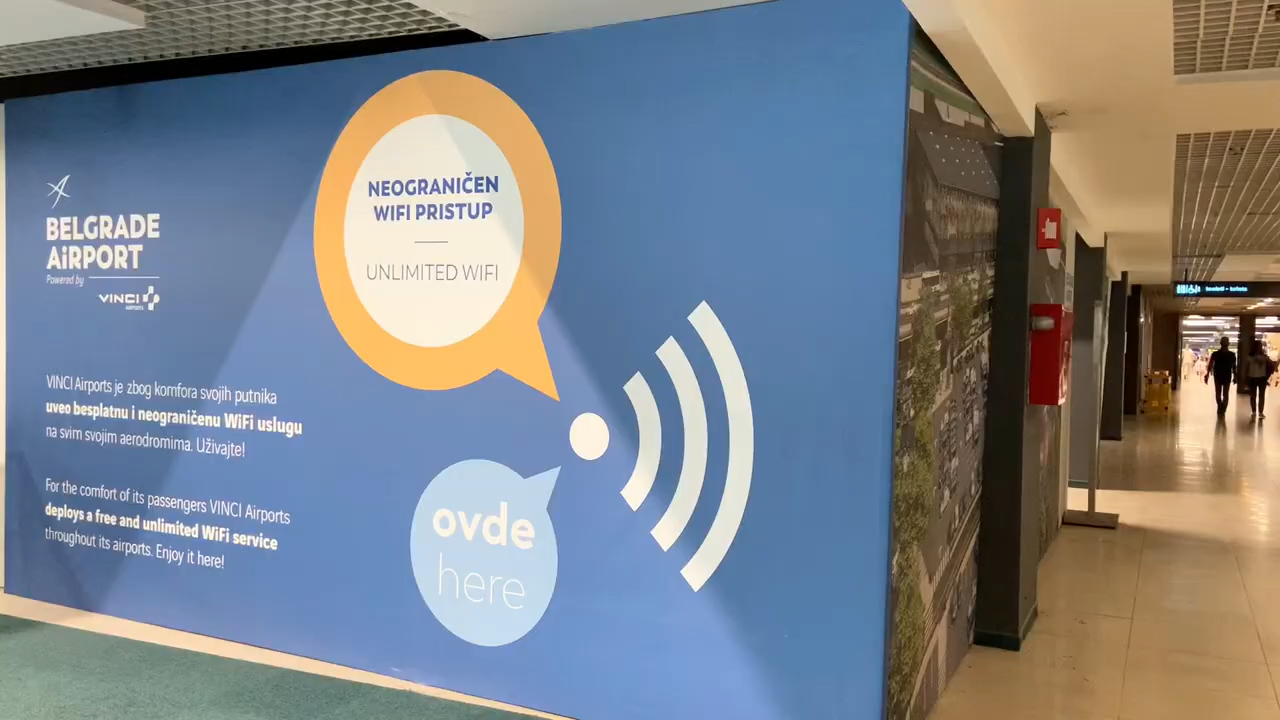 BELGRADE
AiRPORT
Powered by
VINCI
AIRPORTS
NEOGRANIČEN
WIFI PRISTUP
UNLIMITED WIFI
VINCI Airports je zbog komfora svojih putnika
uveo besplatnu i neograničenu WiFi uslugu
na svim svojim aerodromima. Uživajte!
For the comfort of its passengers VINCI Airports
deploys a free and unlimited WiFi service
throughout its airports. Enjoy it here!
ovde
here